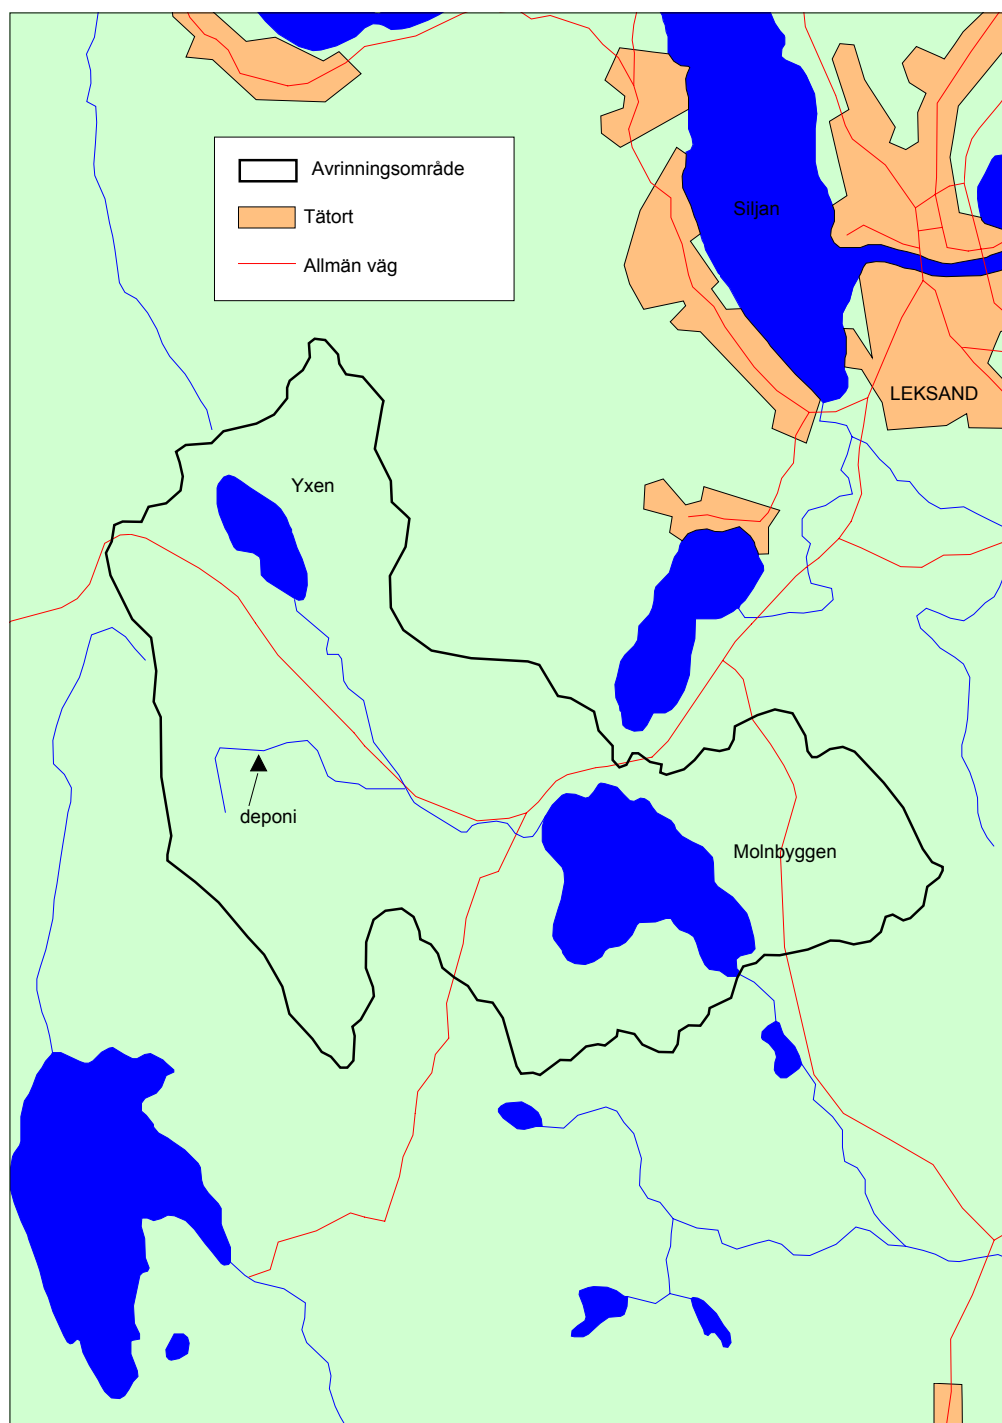 Avrinningsområde
Tätort
Allmän väg
Siljan
LEKSAND
Yxen
deponi
Molnbyggen